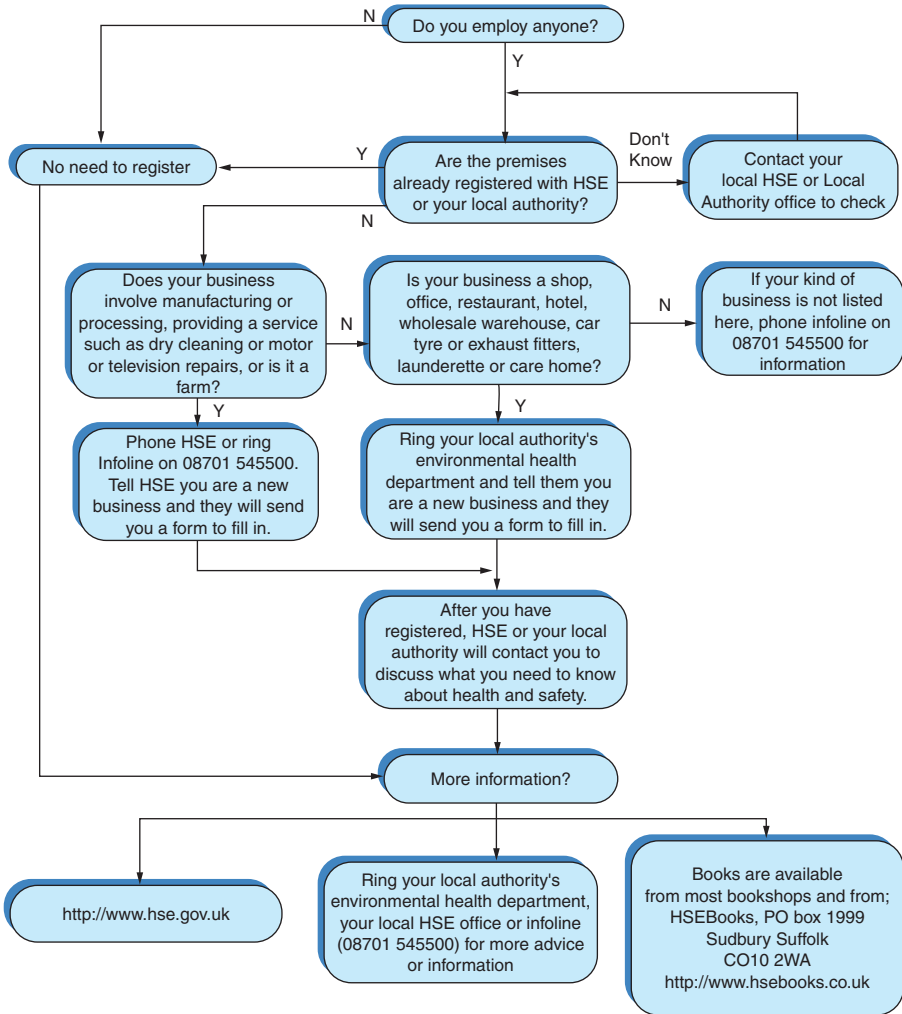 Do you employ anyone?
N
Y
No need to register
Y
Are the premises
already registered with HSE
or your local authority?
Don't
Know
Contact your
local HSE or Local
Authority office to check
N
Does your business
involve manufacturing or
processing, providing a service
such as dry cleaning or motor
or television repairs, or is it a
farm?
N
Is your business a shop,
office, restaurant, hotel,
wholesale warehouse, car
tyre or exhaust fitters,
launderette or care home?
N
If your kind of
business is not listed
here, phone infoline on
08701 545500 for
information
Y
Y
Phone HSE or ring
Infoline on 08701 545500.
Tell HSE you are a new
business and they will send
you a form to fill in.
Ring your local authority's
environmental health
department and tell them you
are a new business and they
will send you a form to fill in.
After you have
registered, HSE or your local
authority will contact you to
discuss what you need to know
about health and safety.
More information?
http://www.hse.gov.uk
Ring your local authority's
environmental health department,
your local HSE office or infoline
(08701 545500) for more advice
or information
Books are available
from most bookshops and from;
HSEBooks, PO box 1999
Sudbury Suffolk
CO10 2WA
http://www.hsebooks.co.uk